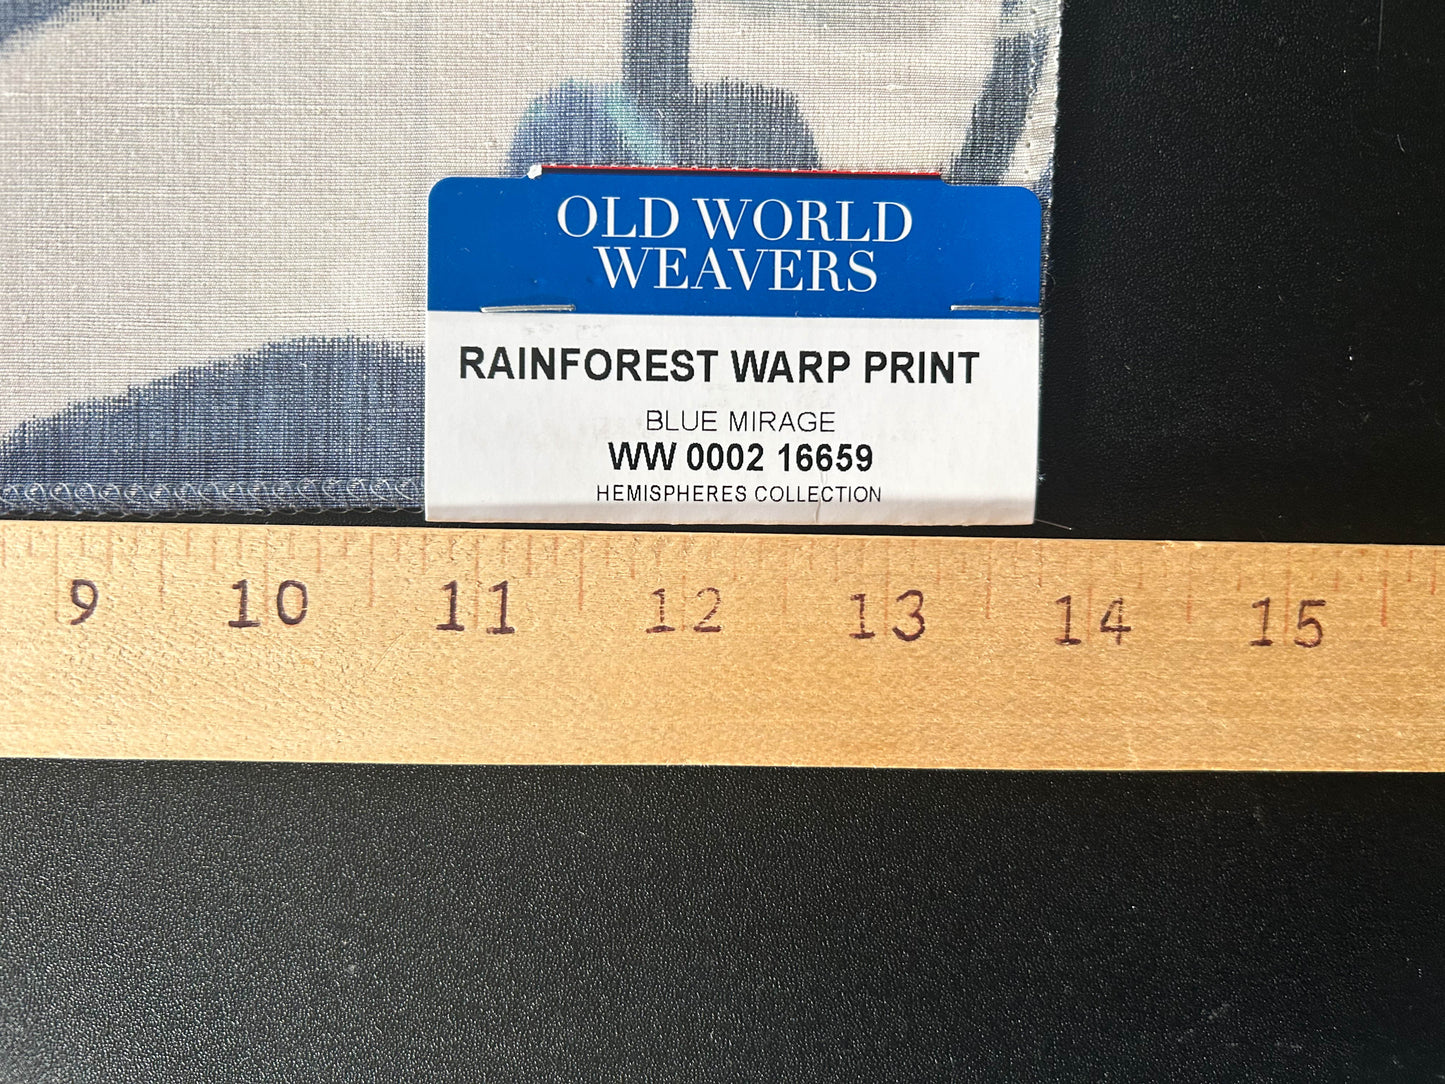 OLD WORLD
WEAVERS
RAINFOREST WARP PRINT
BLUE MIRAGE
WW 0002 16659
HEMISPHERES COLLECTION
9 10 11 12 13 14 15